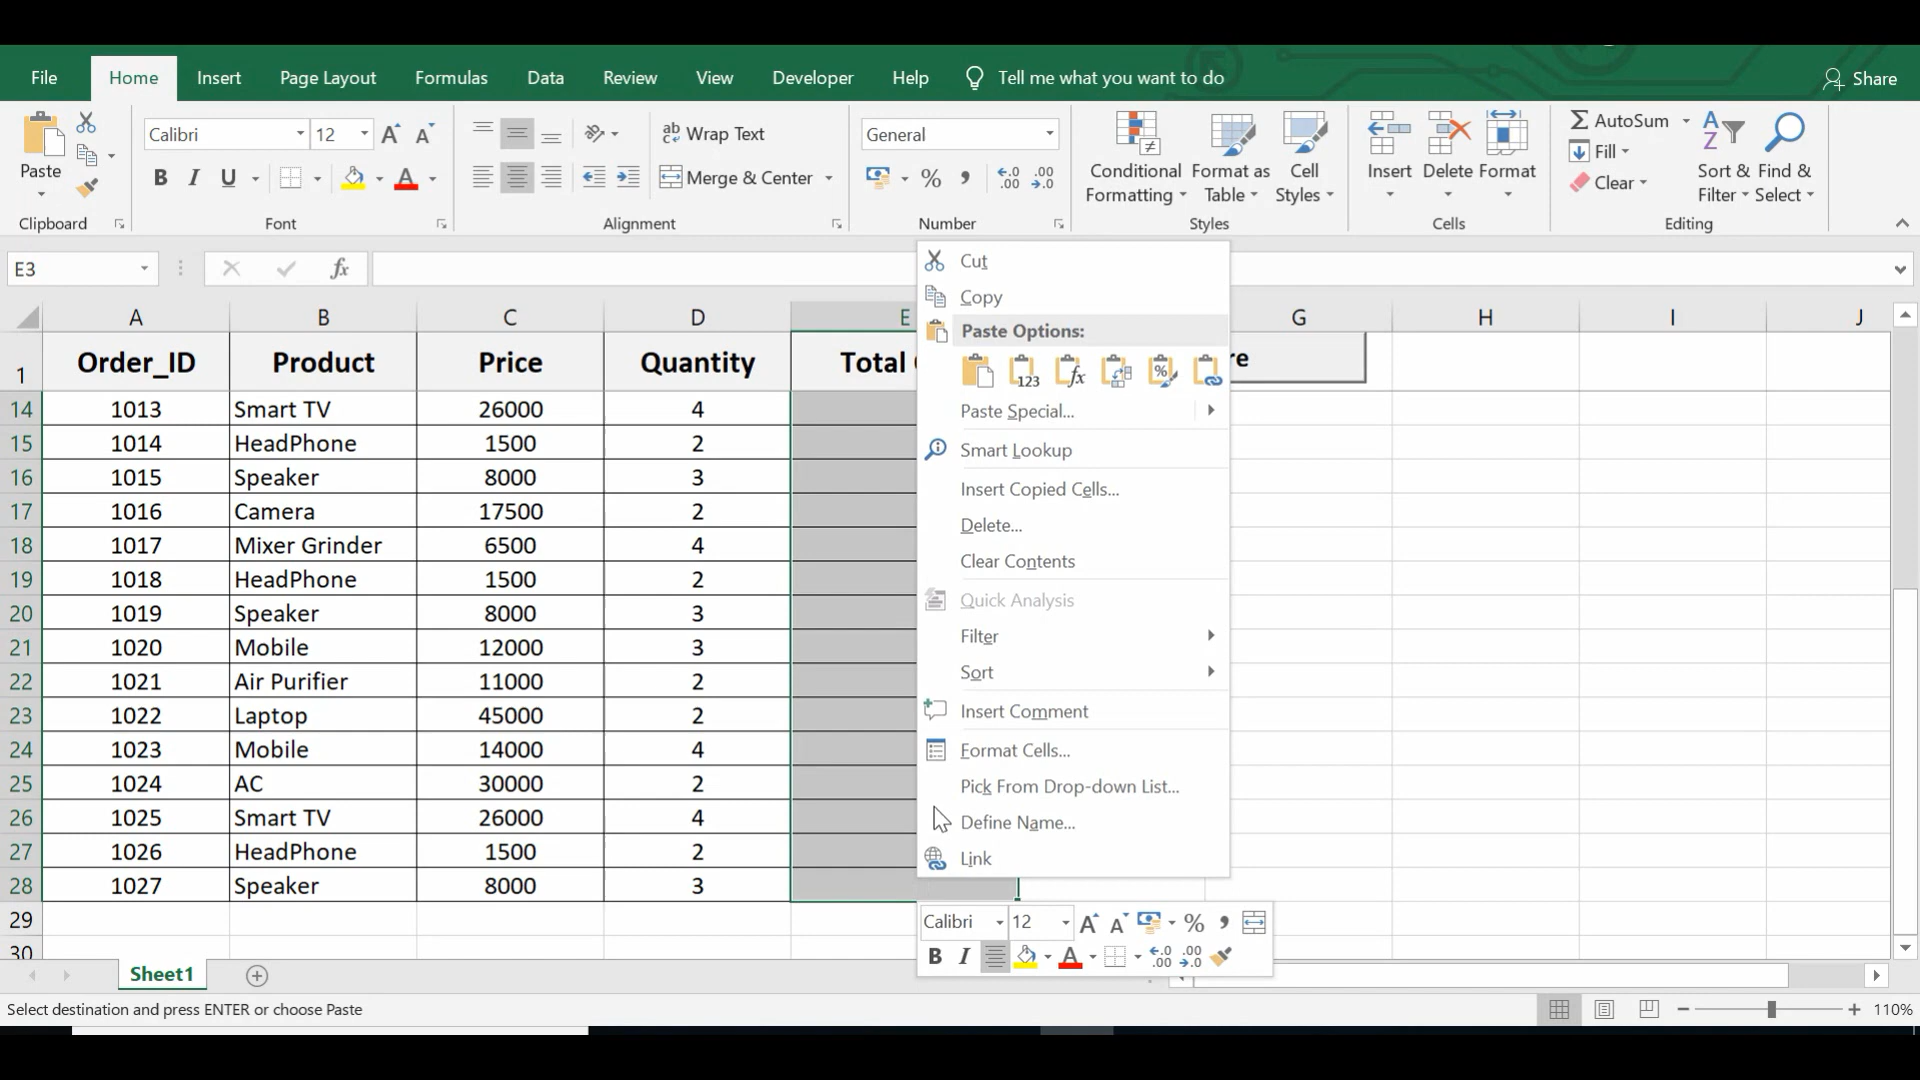 File Home Insert Page Layout Formulas Data Review View Developer Help Tell me what you want to do Share
Paste
Clipboard
Calibri 12
B I U
Font
Wrap Text
Merge & Center
Alignment
General
% ,
Number
Conditional Formatting
Format as Table
Cell Styles
Styles
Insert Delete Format
Cells
AutoSum
Fill
Clear
Sort & Filter
Find & Select
Editing
E3 fx
A B C D E G H I J
1 Order_ID Product Price Quantity Total
14 1013 Smart TV 26000 4
15 1014 HeadPhone 1500 2
16 1015 Speaker 8000 3
17 1016 Camera 17500 2
18 1017 Mixer Grinder 6500 4
19 1018 HeadPhone 1500 2
20 1019 Speaker 8000 3
21 1020 Mobile 12000 3
22 1021 Air Purifier 11000 2
23 1022 Laptop 45000 2
24 1023 Mobile 14000 4
25 1024 AC 30000 2
26 1025 Smart TV 26000 4
27 1026 HeadPhone 1500 2
28 1027 Speaker 8000 3
29
30
Cut
Copy
Paste Options:
Paste Special...
Smart Lookup
Insert Copied Cells...
Delete...
Clear Contents
Quick Analysis
Filter
Sort
Insert Comment
Format Cells...
Pick From Drop-down List...
Define Name...
Link
Calibri 12 % ,
B I
Sheet1
Select destination and press ENTER or choose Paste
110%